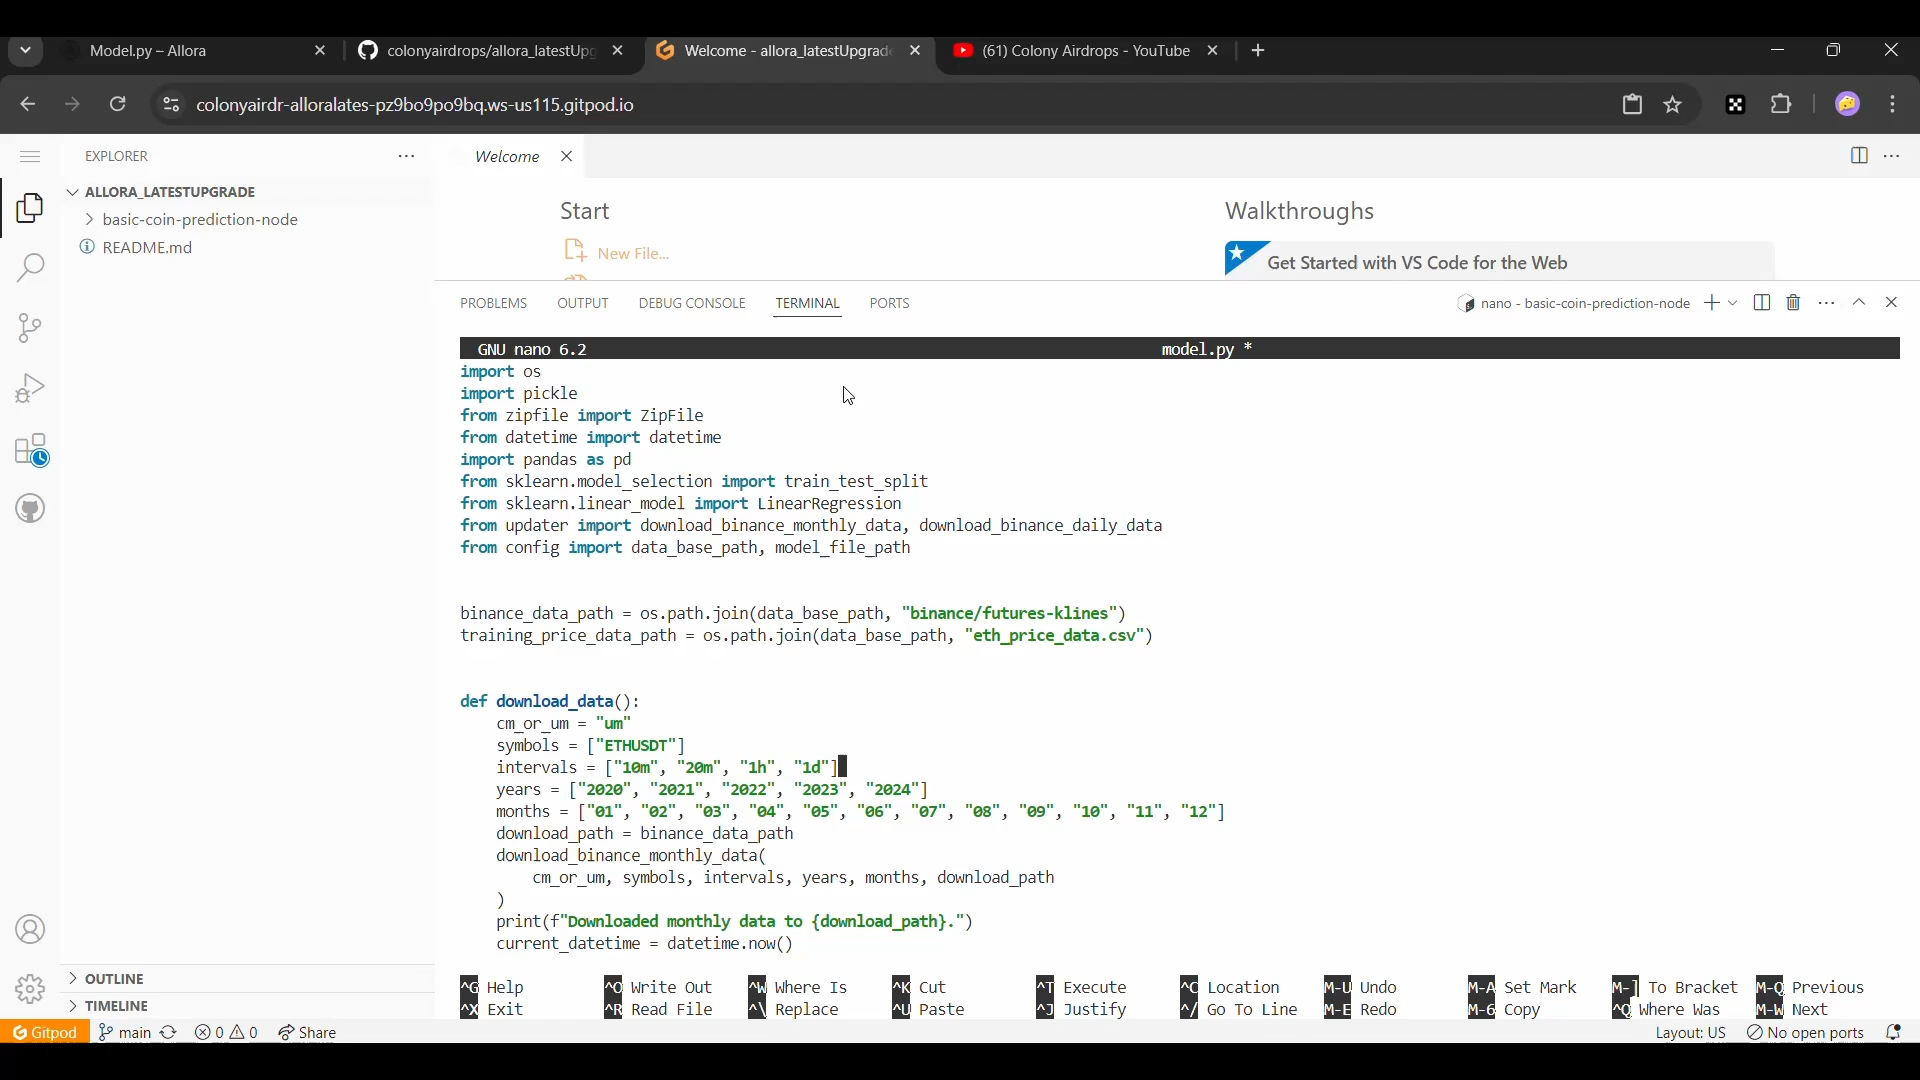 Model.py – Allora
colonyairdrops/allora_latestUpg
Welcome - allora_latestUpgrade
(61) Colony Airdrops - YouTube
colonyairdr-alloralates-pz9bo9po9bq.ws-us115.gitpod.io
EXPLORER
ALLORA_LATESTUPGRADE
basic-coin-prediction-node
README.md
OUTLINE
TIMELINE
Welcome
Start
New File...
Walkthroughs
Get Started with VS Code for the Web
PROBLEMS OUTPUT DEBUG CONSOLE TERMINAL PORTS
nano - basic-coin-prediction-node
GNU nano 6.2 model.py *
import os
import pickle
from zipfile import ZipFile
from datetime import datetime
import pandas as pd
from sklearn.model_selection import train_test_split
from sklearn.linear_model import LinearRegression
from updater import download_binance_monthly_data, download_binance_daily_data
from config import data_base_path, model_file_path
binance_data_path = os.path.join(data_base_path, "binance/futures-klines")
training_price_data_path = os.path.join(data_base_path, "eth_price_data.csv")
def download_data():
cm_or_um = "um"
symbols = ["ETHUSDT"]
intervals = ["10m", "20m", "1h", "1d"]
years = ["2020", "2021", "2022", "2023", "2024"]
months = ["01", "02", "03", "04", "05", "06", "07", "08", "09", "10", "11", "12"]
download_path = binance_data_path
download_binance_monthly_data(
cm_or_um, symbols, intervals, years, months, download_path
)
print(f"Downloaded monthly data to {download_path}.")
current_datetime = datetime.now()
^G Help ^O Write Out ^W Where Is ^K Cut ^T Execute ^C Location M-U Undo M-A Set Mark M-] To Bracket M-Q Previous
^X Exit ^R Read File ^\ Replace ^U Paste ^J Justify ^/ Go To Line M-E Redo M-6 Copy ^Q Where Was M-W Next
Gitpod main 0 0 Share Layout: US No open ports